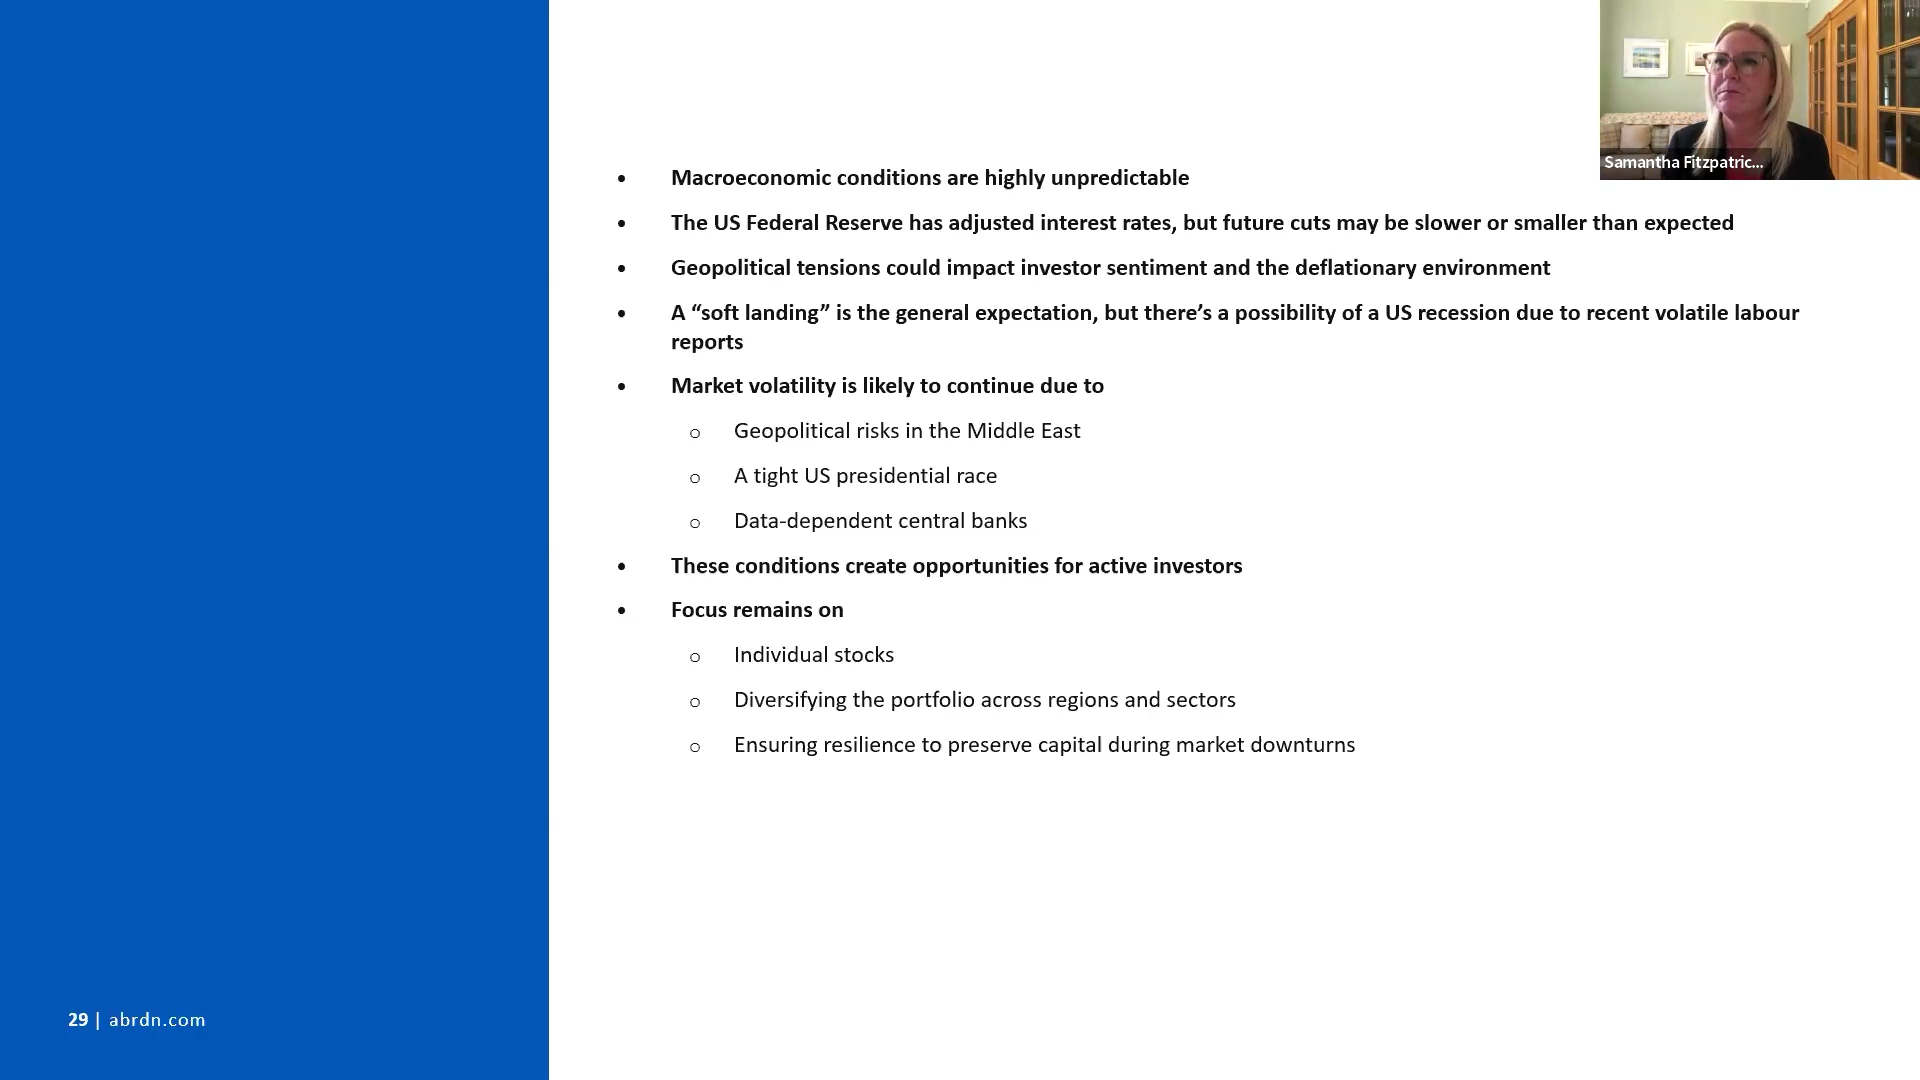 Samantha Fitzpatric...
• Macroeconomic conditions are highly unpredictable
• The US Federal Reserve has adjusted interest rates, but future cuts may be slower or smaller than expected
• Geopolitical tensions could impact investor sentiment and the deflationary environment
• A “soft landing” is the general expectation, but there’s a possibility of a US recession due to recent volatile labour
reports
• Market volatility is likely to continue due to
o Geopolitical risks in the Middle East
o A tight US presidential race
o Data-dependent central banks
• These conditions create opportunities for active investors
• Focus remains on
o Individual stocks
o Diversifying the portfolio across regions and sectors
o Ensuring resilience to preserve capital during market downturns
29 | abrdn.com